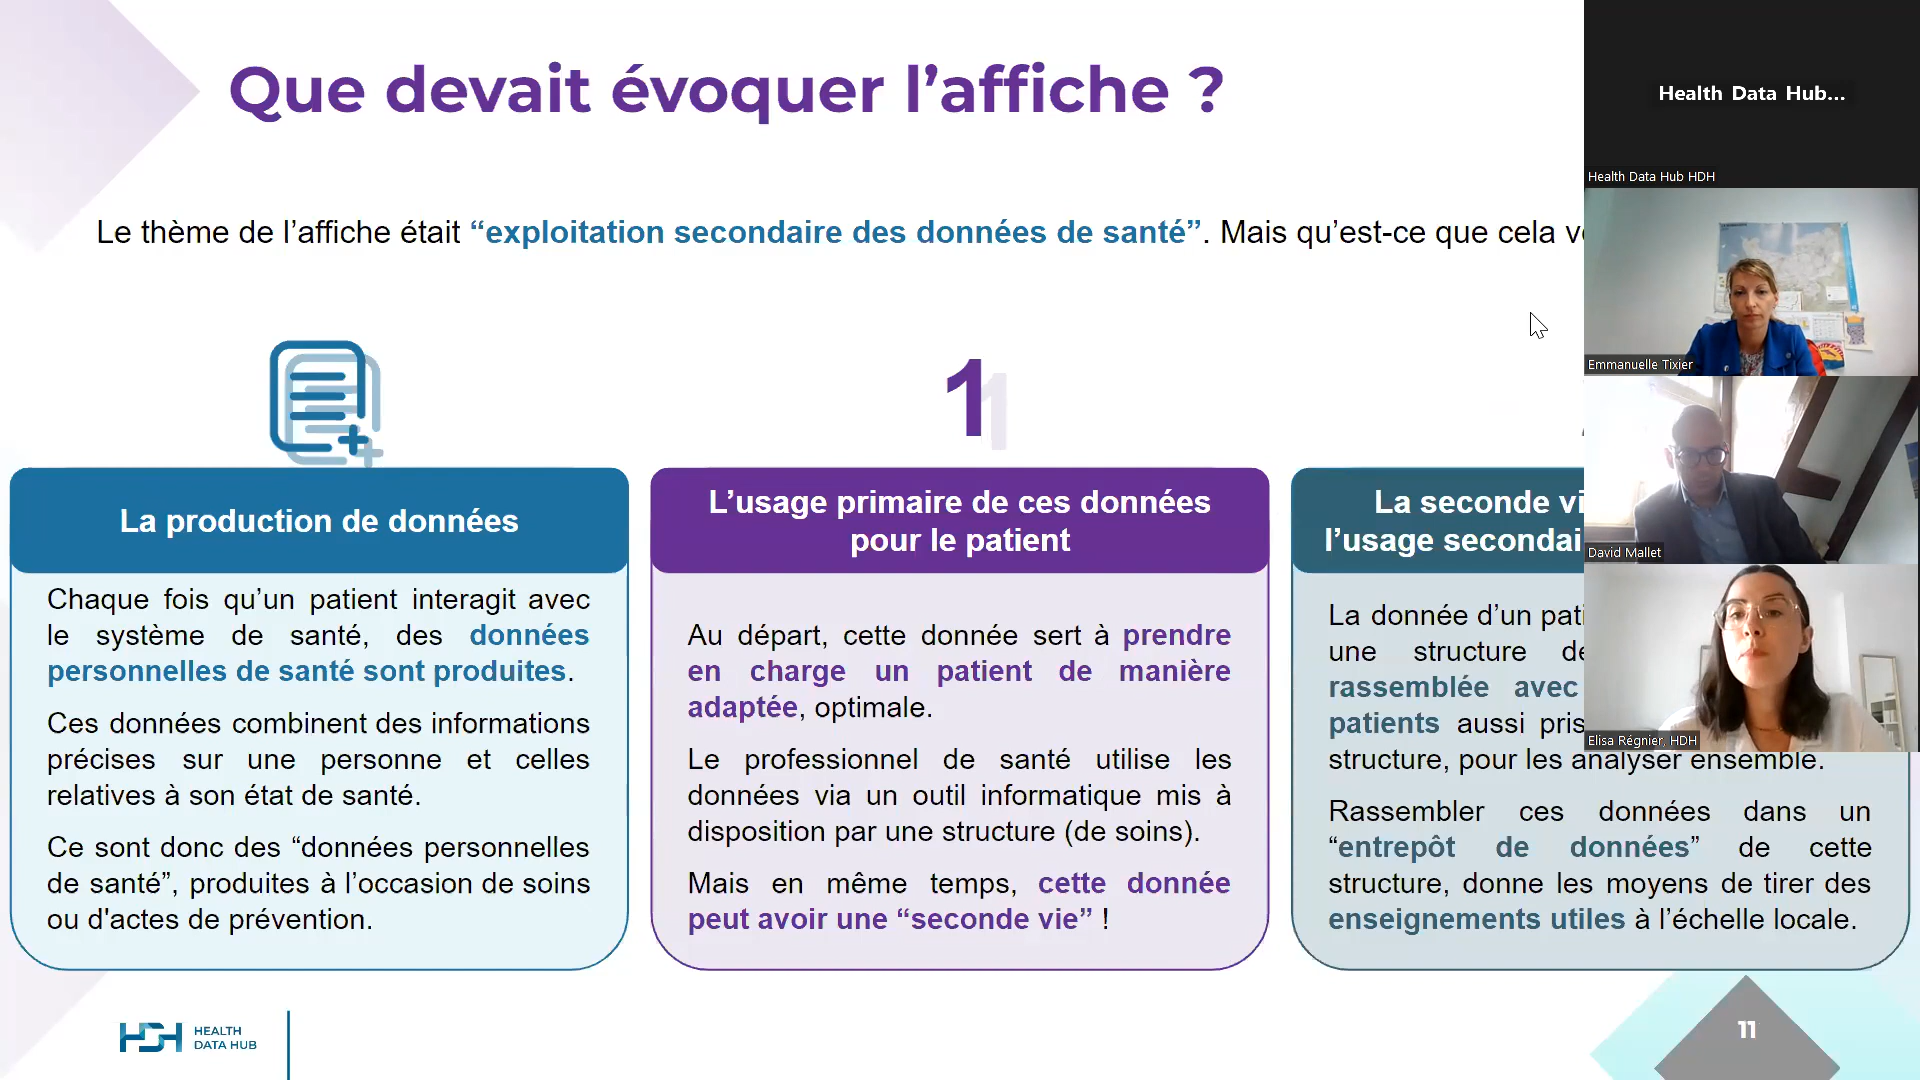 Que devait évoquer l’affiche ?
Le thème de l’affiche était “exploitation secondaire des données de santé”. Mais qu’est-ce que cela
1
La production de données
Chaque fois qu’un patient interagit avec
le système de santé, des données
personnelles de santé sont produites.
Ces données combinent des informations
précises sur une personne et celles
relatives à son état de santé.
Ce sont donc des “données personnelles
de santé”, produites à l’occasion de soins
ou d'actes de prévention.
L’usage primaire de ces données
pour le patient
Au départ, cette donnée sert à prendre
en charge un patient de manière
adaptée, optimale.
Le professionnel de santé utilise les
données via un outil informatique mis à
disposition par une structure (de soins).
Mais en même temps, cette donnée
peut avoir une “seconde vie” !
La seconde
l’usage
La donnée d’un
une structure
rassemblée avec
patients aussi
structure, pour les analyser ensemble.
Rassembler ces données dans un
“entrepôt de données” de cette
structure, donne les moyens de tirer des
enseignements utiles à l’échelle locale.
HEALTH
DATA HUB
11
Health Data Hub...
Health Data Hub HDH
Emmanuelle Tixier
David Mallet
Elisa Régnier, HDH